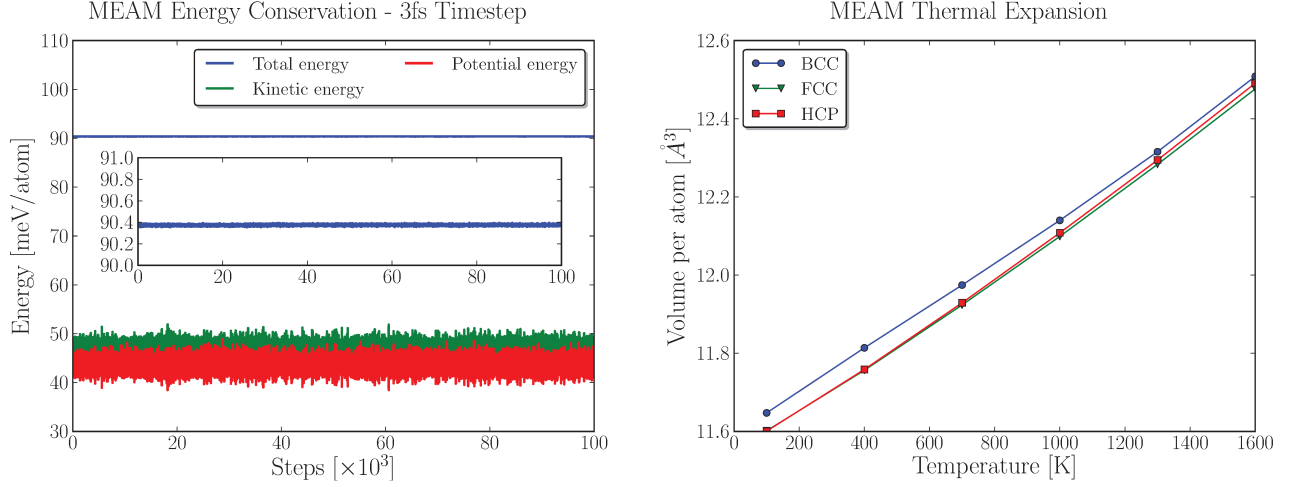 MEAM Energy Conservation - 3fs Timestep
110
100
90
80
70
60
50
40
30
Energy [meV/atom]
Total energy
Potential energy
Kinetic energy
91.0
90.8
90.6
90.4
90.2
90.0
0 20 40 60 80 100
0 20 40 60 80 100
Steps [×10³]
MEAM Thermal Expansion
12.6
12.4
12.2
12.0
11.8
11.6
Volume per atom [Å³]
BCC
FCC
HCP
0 200 400 600 800 1000 1200 1400 1600
Temperature [K]